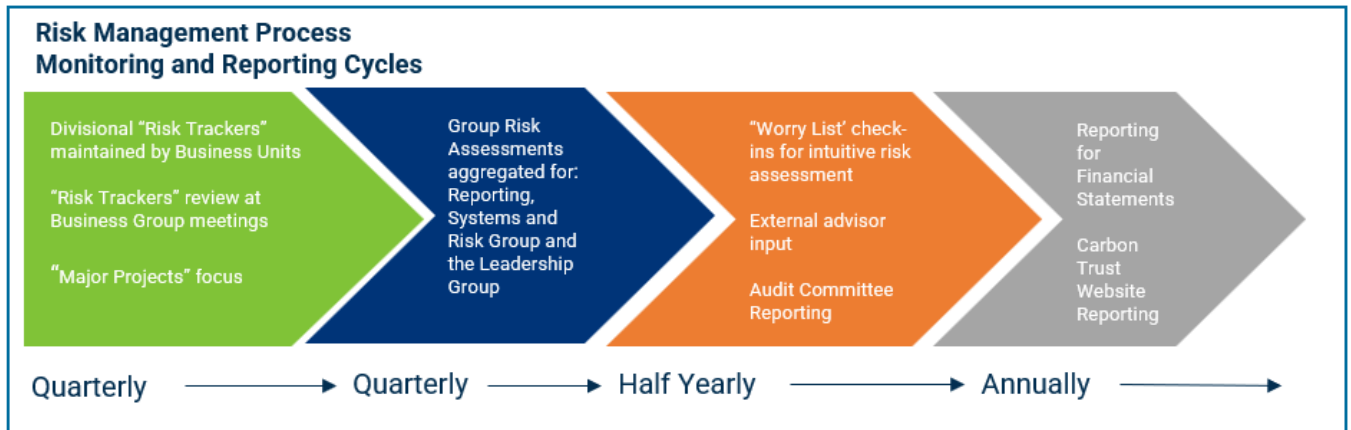 Risk Management Process
Monitoring and Reporting Cycles
Divisional “Risk Trackers”
maintained by Business Units
“Risk Trackers” review at
Business Group meetings
“Major Projects” focus
Group Risk
Assessments
aggregated for:
Reporting,
Systems and
Risk Group and
the Leadership
Group
“Worry List’ check-
ins for intuitive risk
assessment
External advisor
input
Audit Committee
Reporting
Reporting
for
Financial
Statements
Carbon
Trust
Website
Reporting
Quarterly
Quarterly
Half Yearly
Annually